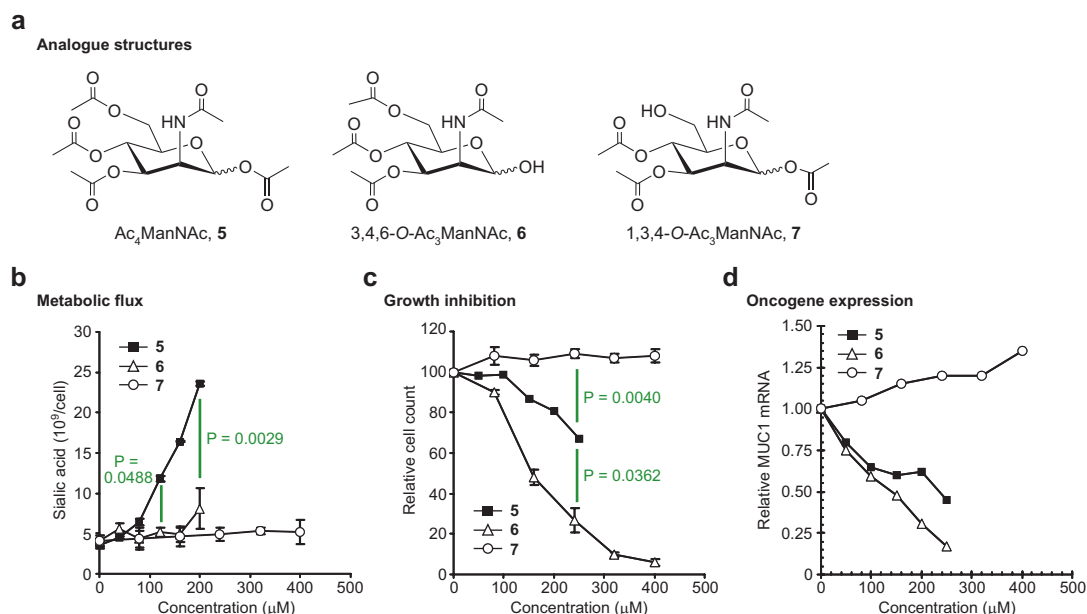 a
Analogue structures
O
O
HN
O
O
O
O
O
O
O
O
Ac4ManNAc, 5
O
O
HN
O
O
O
O
OH
O
O
3,4,6-O-Ac3ManNAc, 6
HO
HN
O
O
O
O
O
O
O
O
1,3,4-O-Ac3ManNAc, 7
b
Metabolic flux
Sialic acid (10^9/cell)
30
25
20
15
10
5
0
5
6
7
P =
0.0488
P = 0.0029
0 100 200 300 400 500
Concentration (μM)
c
Growth inhibition
Relative cell count
120
100
80
60
40
20
0
P = 0.0040
P = 0.0362
5
6
7
0 100 200 300 400 500
Concentration (μM)
d
Oncogene expression
Relative MUC1 mRNA
1.50
1.25
1.00
0.75
0.50
0.25
0
5
6
7
0 100 200 300 400 500
Concentration (μM)